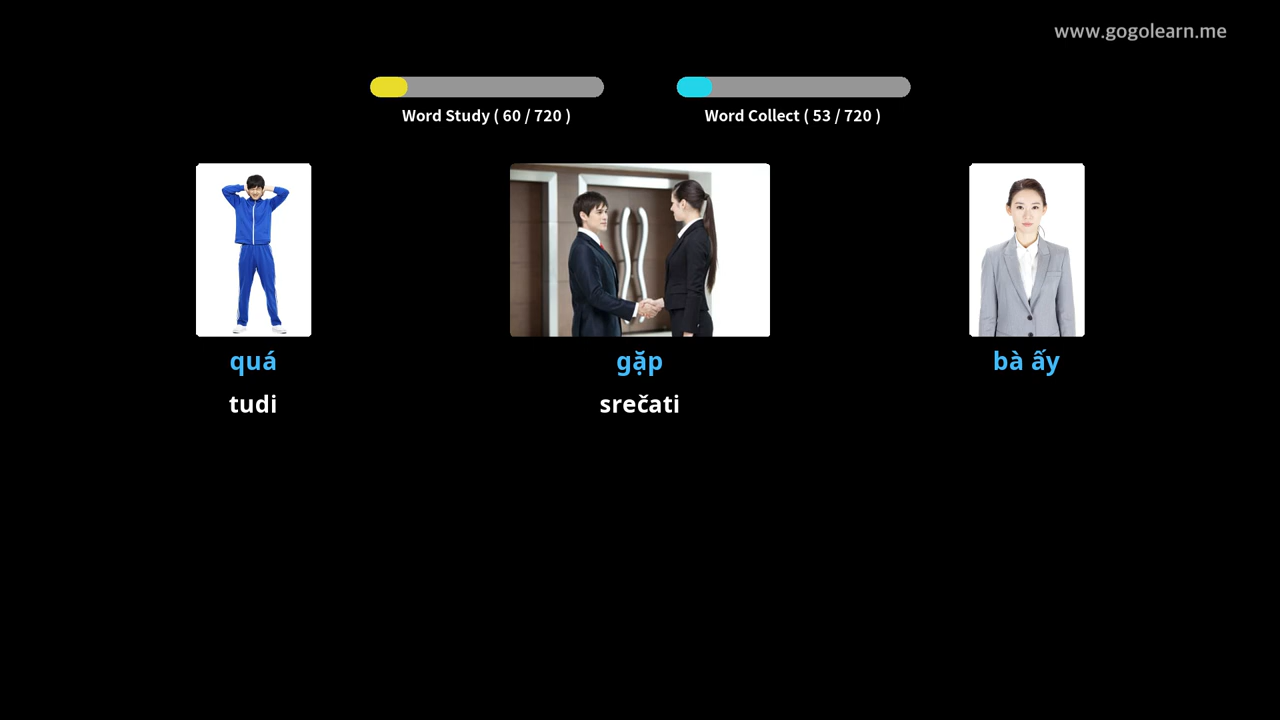 www.gogolearn.me
Word Study ( 60 / 720 )
Word Collect ( 53 / 720 )
quá
gặp
bà ấy
tudi
srečati